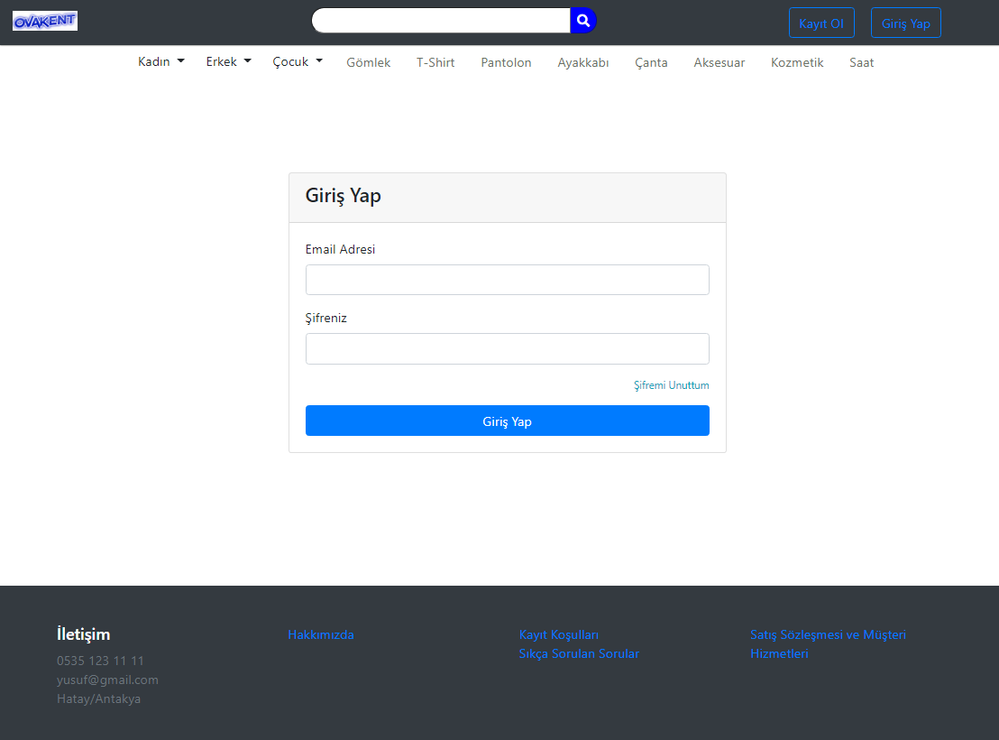 OVAKENT
Kayıt Ol
Giriş Yap
Kadın
Erkek
Çocuk
Gömlek
T-Shirt
Pantolon
Ayakkabı
Çanta
Aksesuar
Kozmetik
Saat
Giriş Yap
Email Adresi
Şifreniz
Şifremi Unuttum
Giriş Yap
İletişim
0535 123 11 11
yusuf@gmail.com
Hatay/Antakya
Hakkımızda
Kayıt Koşulları
Sıkça Sorulan Sorular
Satış Sözleşmesi ve Müşteri
Hizmetleri